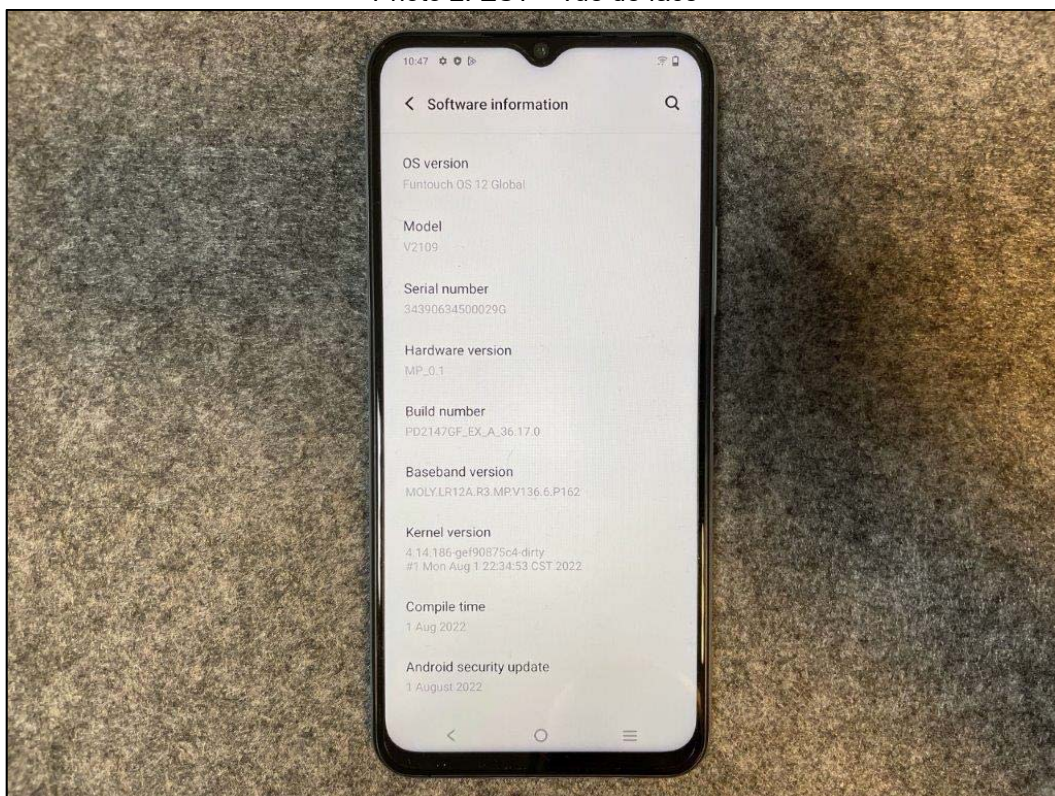 10:47
Software information
OS version
Funtouch OS 12 Global
Model
V2109
Serial number
34390634500029G
Hardware version
MP_0.1
Build number
PD2147GF_EX_A_36.17.0
Baseband version
MOLY.LR12A.R3.MP.V136.6.P162
Kernel version
4.14.186-gef90875c4-dirty
#1 Mon Aug 1 22:34:53 CST 2022
Compile time
1 Aug 2022
Android security update
1 August 2022